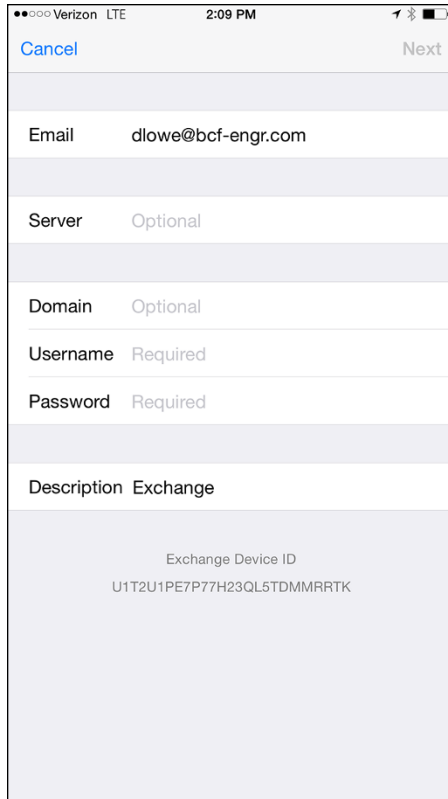 Verizon LTE 2:09 PM
Cancel Next
Email dlowe@bcf-engr.com
Server Optional
Domain Optional
Username Required
Password Required
Description Exchange
Exchange Device ID
U1T2U1PE7P77H23QL5TDMMRRTK